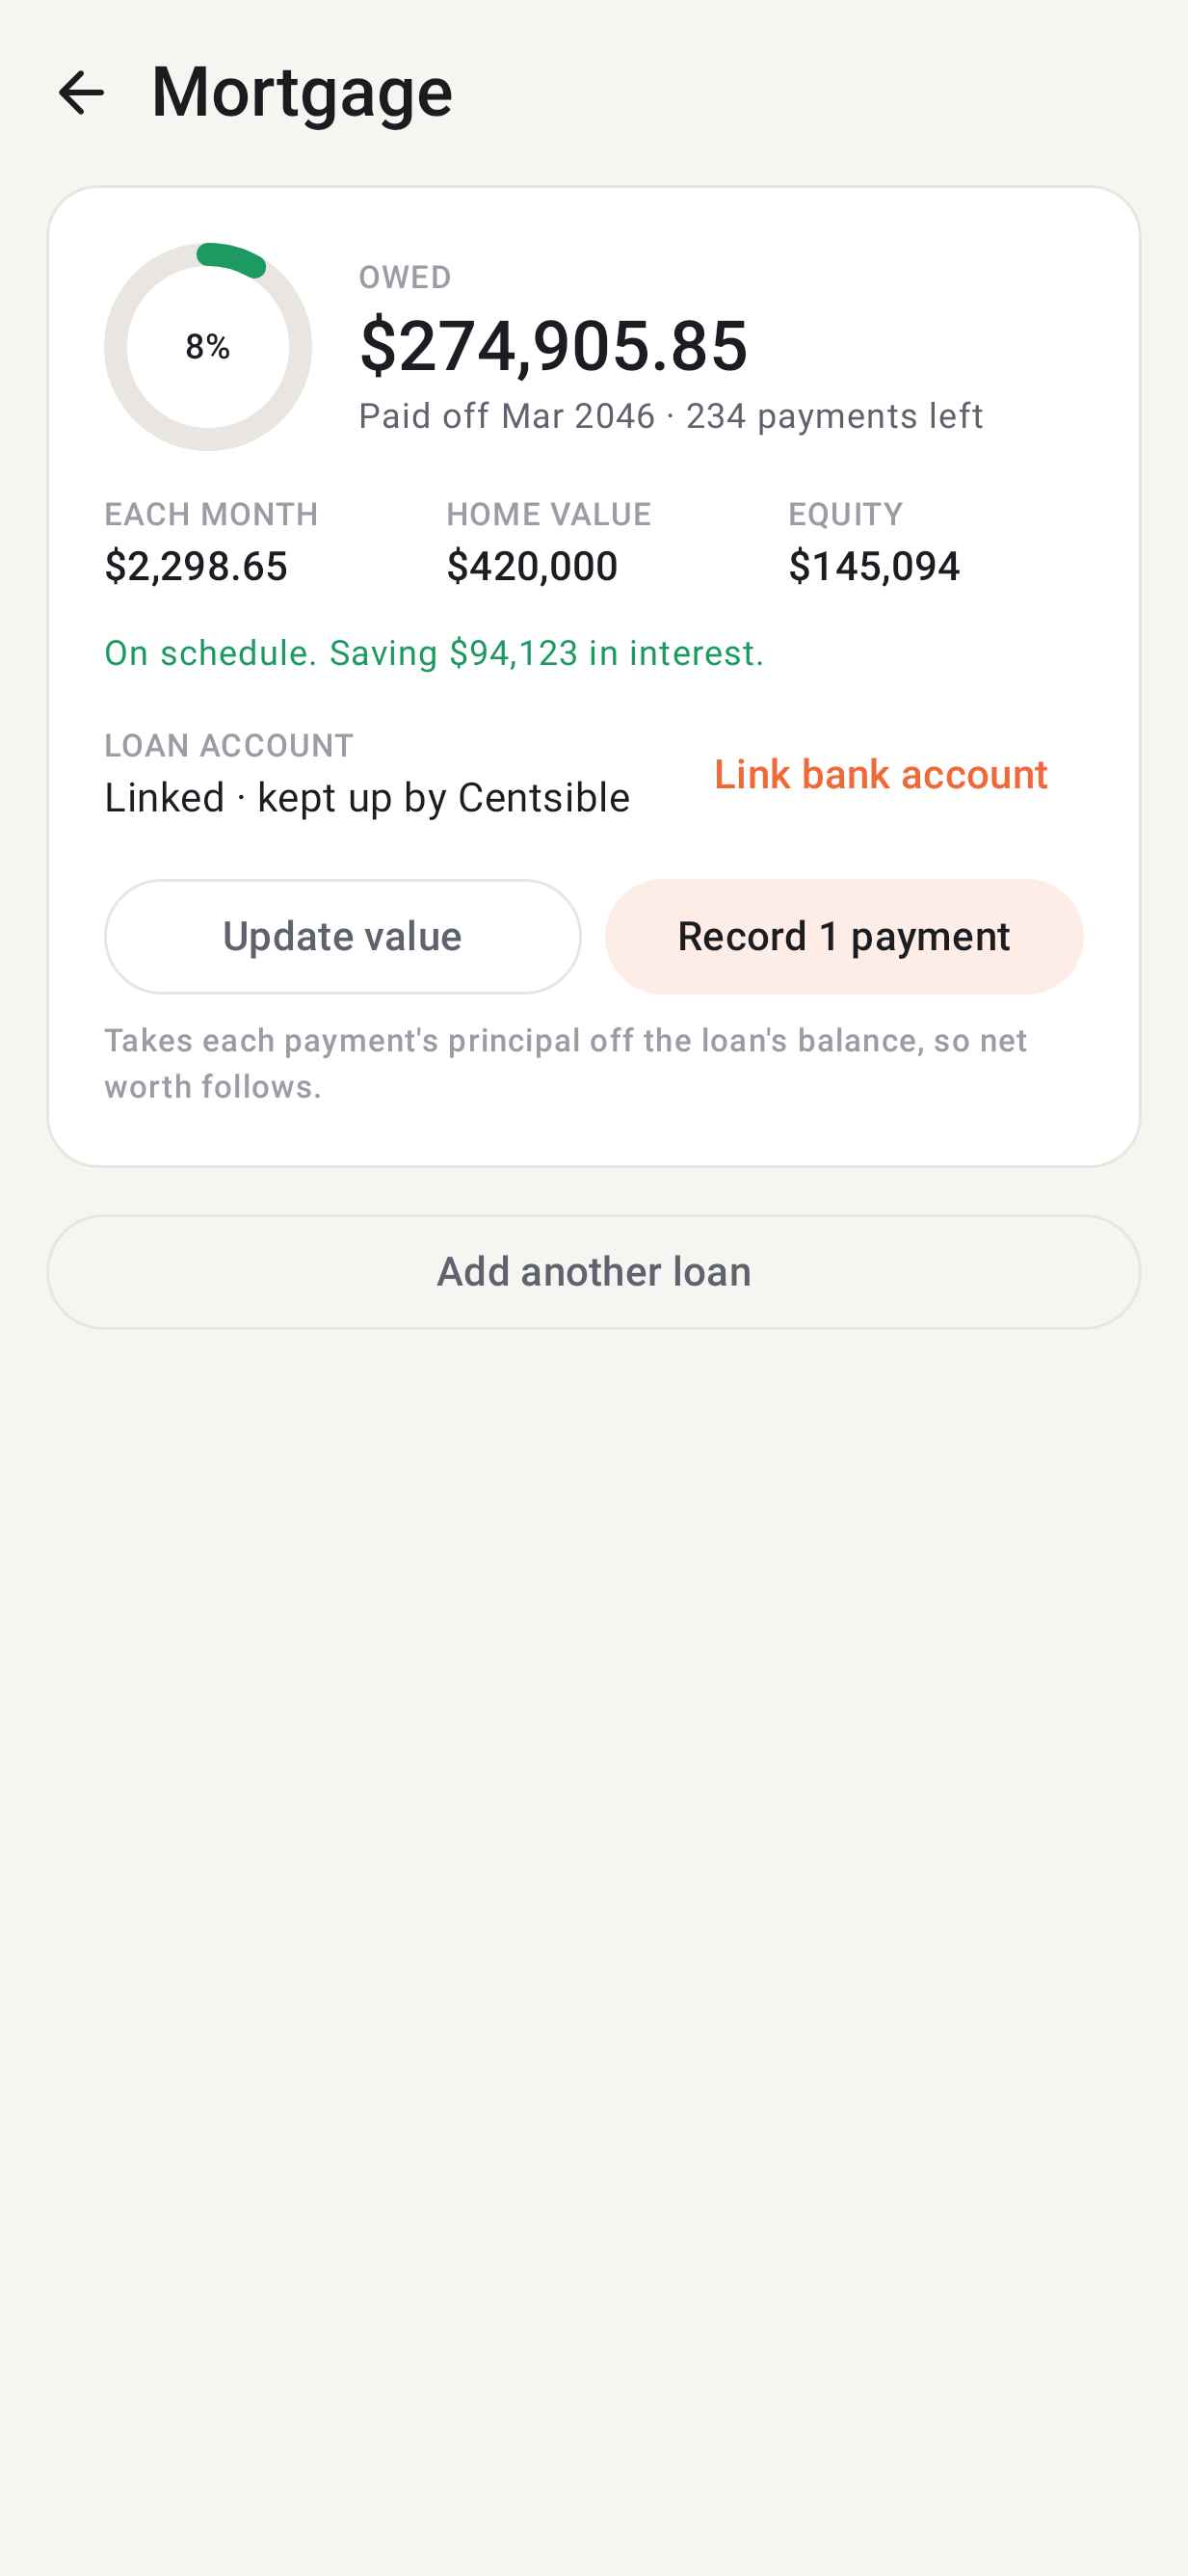 Mortgage
8%
OWED
$274,905.85
Paid off Mar 2046 · 234 payments left
EACH MONTH
HOME VALUE
EQUITY
$2,298.65
$420,000
$145,094
On schedule. Saving $94,123 in interest.
LOAN ACCOUNT
Linked · kept up by Centsible
Link bank account
Update value
Record 1 payment
Takes each payment's principal off the loan's balance, so net
worth follows.
Add another loan